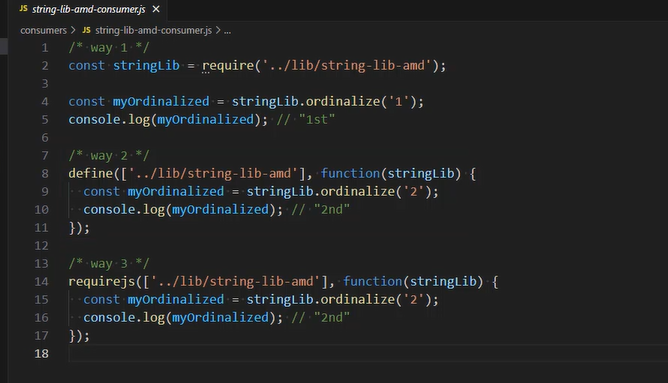 JS string-lib-amd-consumer.js ×
consumers > JS string-lib-amd-consumer.js > ...
1 /* way 1 */
2 const stringLib = require('../lib/string-lib-amd');
3
4 const myOrdinalized = stringLib.ordinalize('1');
5 console.log(myOrdinalized); // "1st"
6
7 /* way 2 */
8 define(['../lib/string-lib-amd'], function(stringLib) {
9   const myOrdinalized = stringLib.ordinalize('2');
10   console.log(myOrdinalized); // "2nd"
11 });
12
13 /* way 3 */
14 requirejs(['../lib/string-lib-amd'], function(stringLib) {
15   const myOrdinalized = stringLib.ordinalize('2');
16   console.log(myOrdinalized); // "2nd"
17 });
18